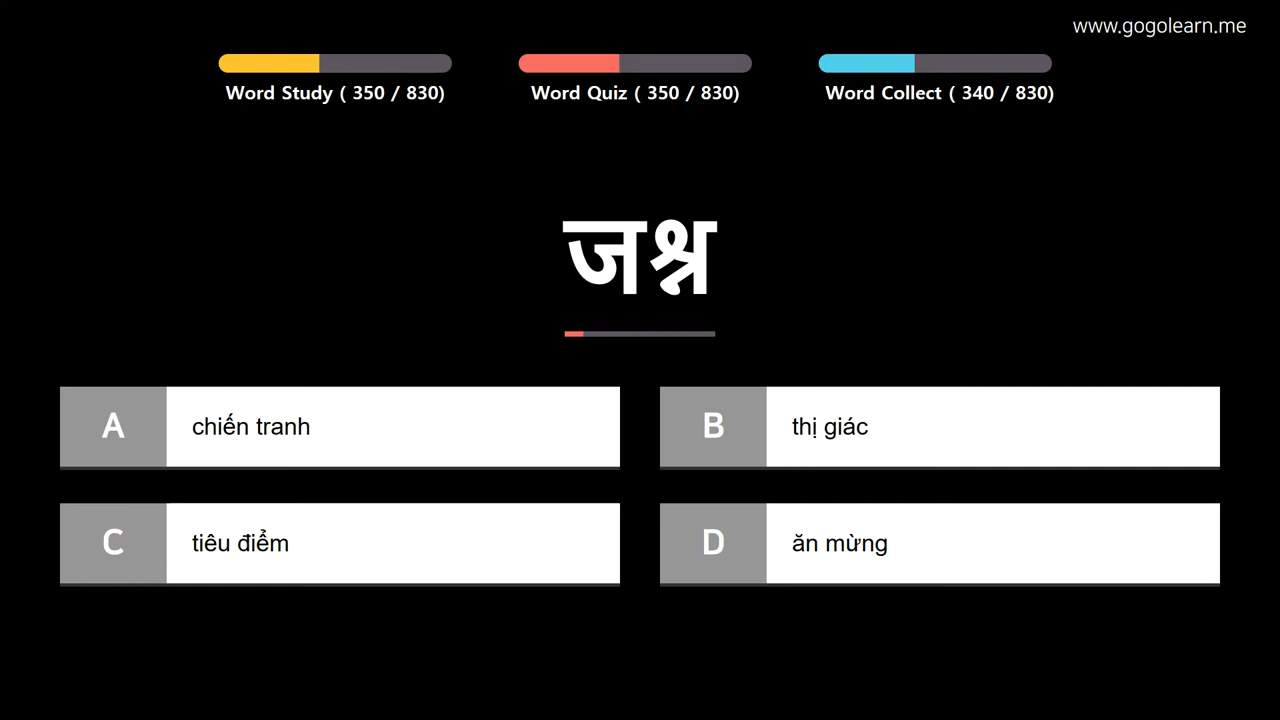 www.gogolearn.me
Word Study ( 350 / 830)
Word Quiz ( 350 / 830)
Word Collect ( 340 / 830)
जश्न
A chiến tranh
B thị giác
C tiêu điểm
D ăn mừng